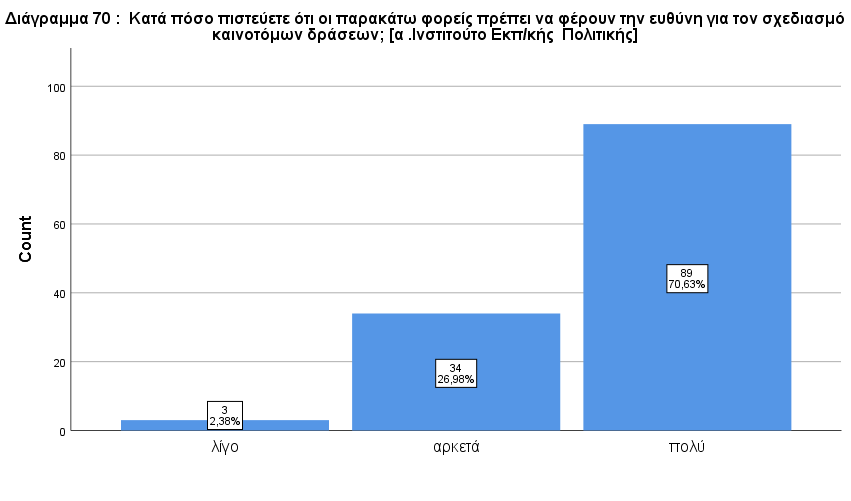 Διάγραμμα 70 : Κατά πόσο πιστεύετε ότι οι παρακάτω φορείς πρέπει να φέρουν την ευθύνη για τον σχεδιασμό
καινοτόμων δράσεων; [α .Ινστιτούτο Εκπ/κής Πολιτικής]
100
80
60
40
20
0
Count
3
2,38%
34
26,98%
89
70,63%
λίγο
αρκετά
πολύ